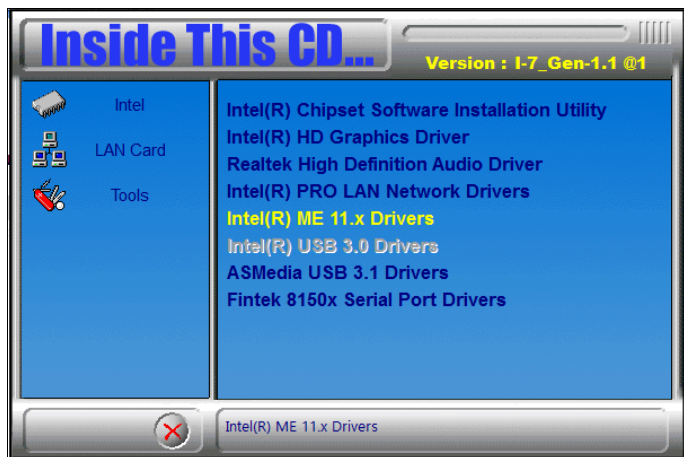 Inside This CD...
Version : I-7_Gen-1.1 @1
Intel
LAN Card
Tools
Intel(R) Chipset Software Installation Utility
Intel(R) HD Graphics Driver
Realtek High Definition Audio Driver
Intel(R) PRO LAN Network Drivers
Intel(R) ME 11.x Drivers
Intel(R) USB 3.0 Drivers
ASMedia USB 3.1 Drivers
Fintek 8150x Serial Port Drivers
Intel(R) ME 11.x Drivers